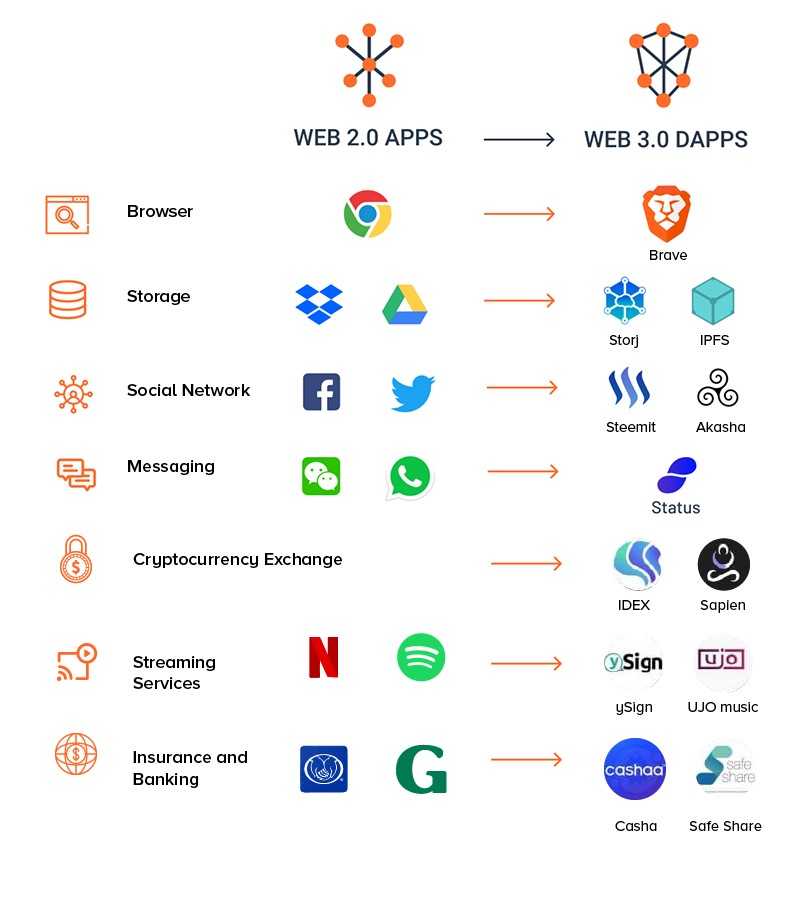 WEB 2.0 APPS
WEB 3.0 DAPPS
Browser
Brave
Storage
Storj
IPFS
Social Network
Steemit
Akasha
Messaging
Status
Cryptocurrency Exchange
IDEX
Sapien
Streaming
Services
N
ySign
ujo
ySign
UJO music
Insurance and
Banking
G
cashaa
safe
share
Casha
Safe Share